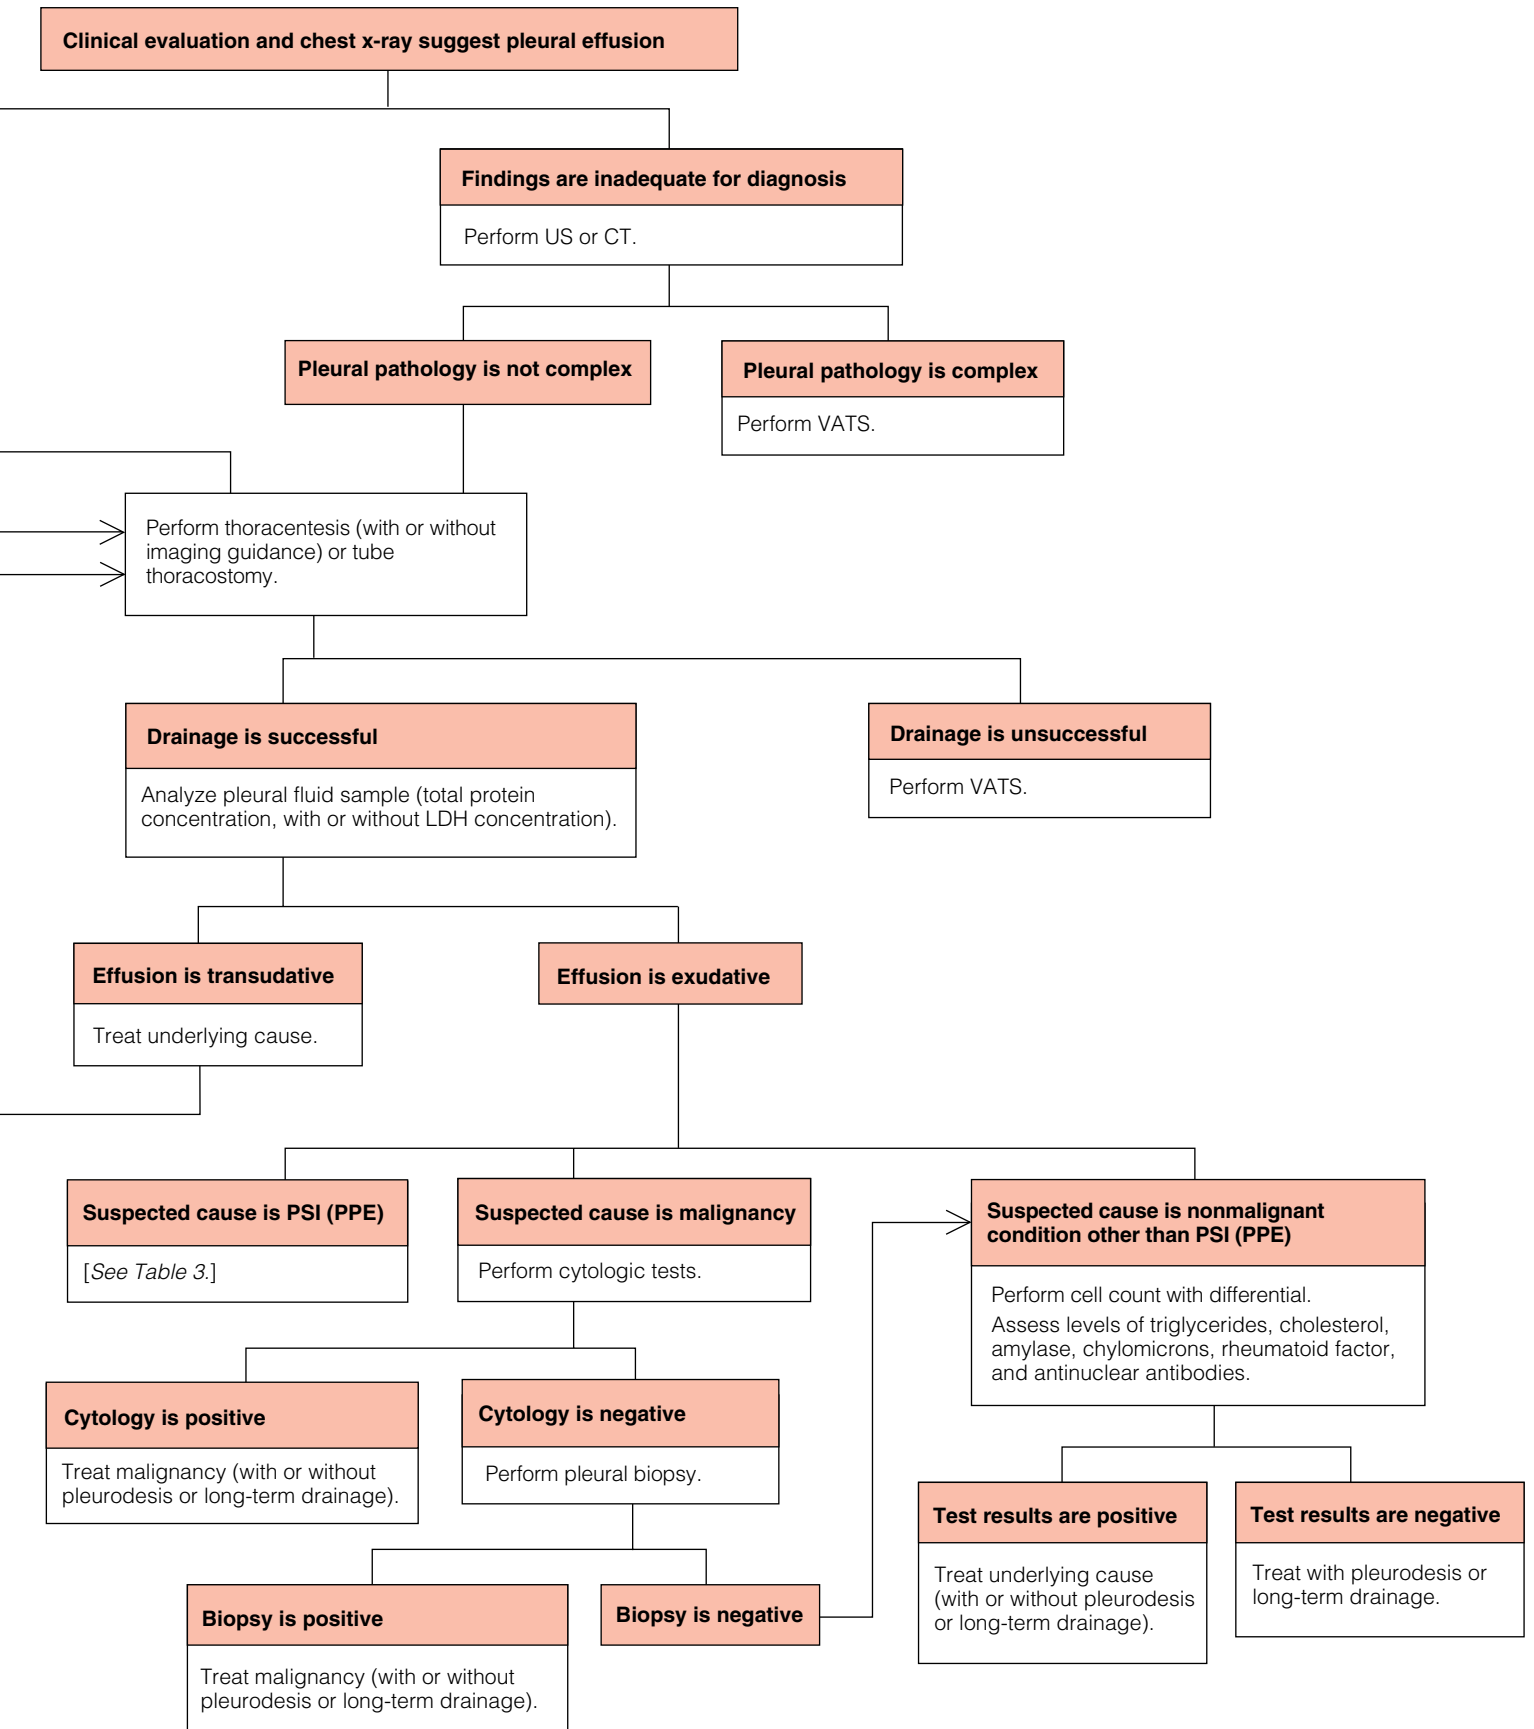 Clinical evaluation and chest x-ray suggest pleural effusion
Findings are inadequate for diagnosis
Perform US or CT.
Pleural pathology is not complex
Pleural pathology is complex
Perform VATS.
Perform thoracentesis (with or without
imaging guidance) or tube
thoracostomy.
Drainage is successful
Analyze pleural fluid sample (total protein
concentration, with or without LDH concentration).
Drainage is unsuccessful
Perform VATS.
Effusion is transudative
Treat underlying cause.
Effusion is exudative
Suspected cause is PSI (PPE)
[See Table 3.]
Suspected cause is malignancy
Perform cytologic tests.
Suspected cause is nonmalignant
condition other than PSI (PPE)
Perform cell count with differential.
Assess levels of triglycerides, cholesterol,
amylase, chylomicrons, rheumatoid factor,
and antinuclear antibodies.
Cytology is positive
Treat malignancy (with or without
pleurodesis or long-term drainage).
Cytology is negative
Perform pleural biopsy.
Test results are positive
Treat underlying cause
(with or without pleurodesis
or long-term drainage).
Test results are negative
Treat with pleurodesis or
long-term drainage.
Biopsy is positive
Treat malignancy (with or without
pleurodesis or long-term drainage).
Biopsy is negative